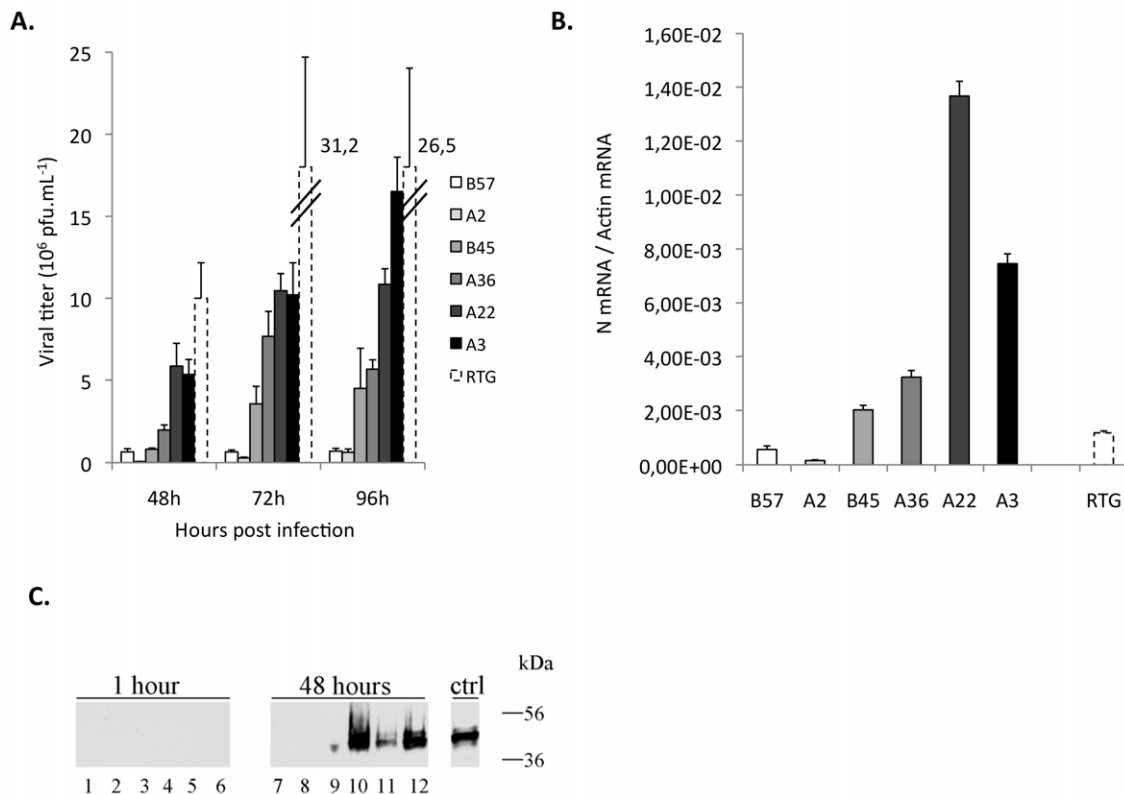 A.
25
20
15
10
5
0
Viral titer (10⁶ pfu.mL⁻¹)
31,2
26,5
48h 72h 96h
Hours post infection
B57
A2
B45
A36
A22
A3
RTG
B.
1,60E-02
1,40E-02
1,20E-02
1,00E-02
8,00E-03
6,00E-03
4,00E-03
2,00E-03
0,00E+00
N mRNA / Actin mRNA
B57 A2 B45 A36 A22 A3 RTG
C.
1 hour 48 hours ctrl kDa
56
36
1 2 3 4 5 6 7 8 9 10 11 12